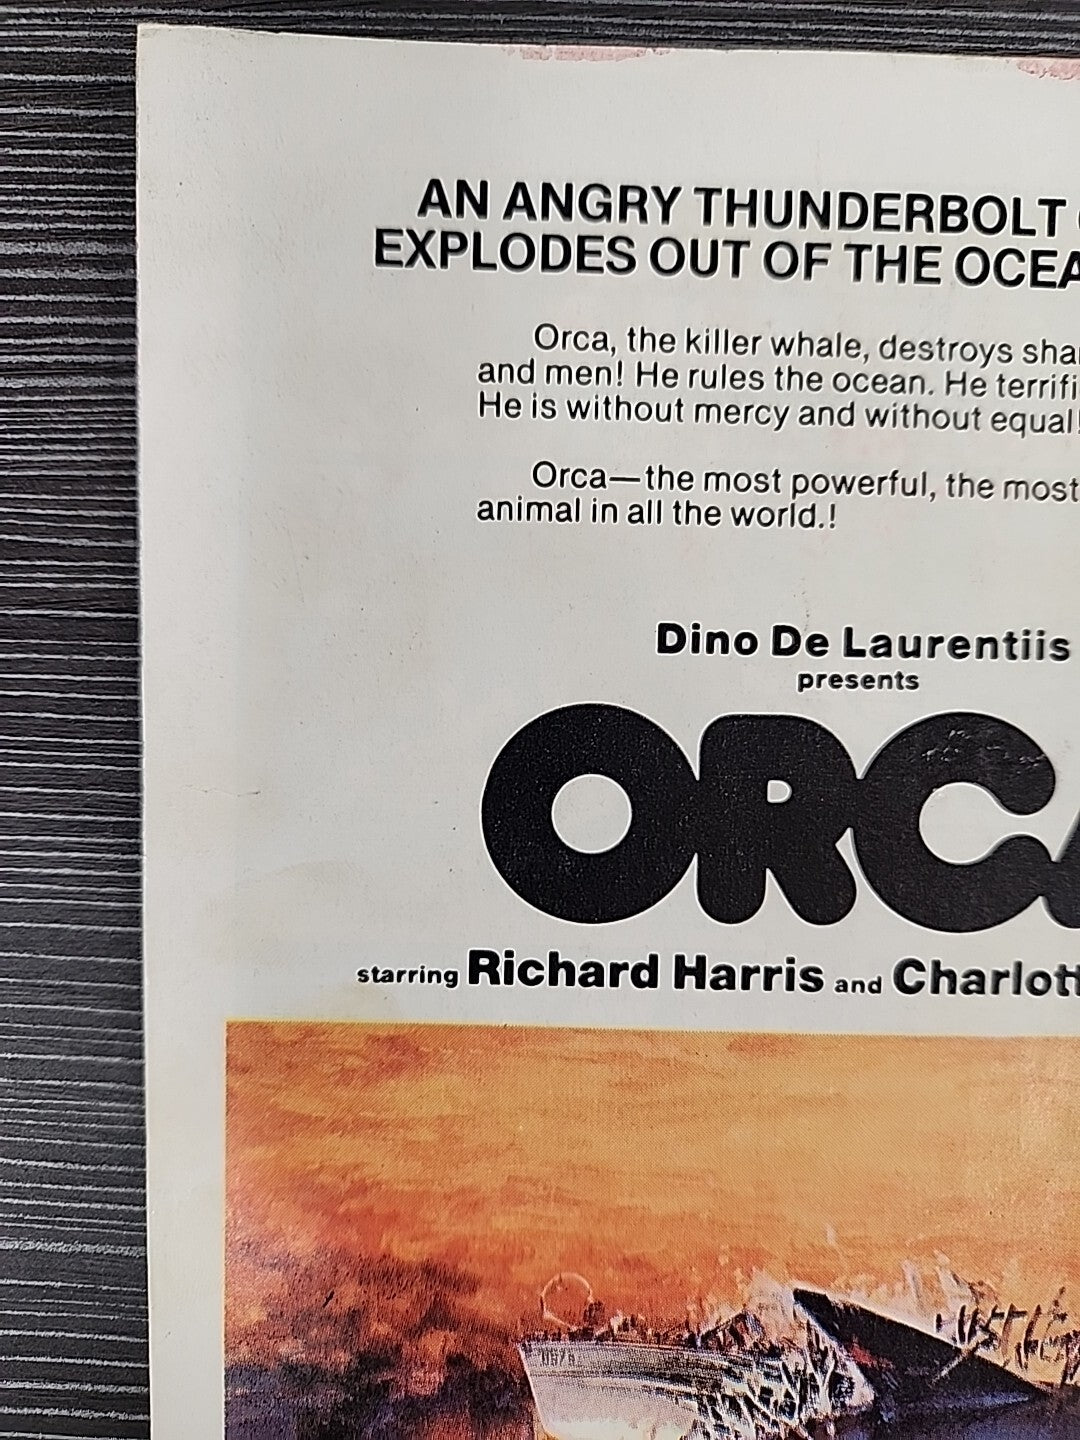 AN ANGRY THUNDERBOLT
EXPLODES OUT OF THE
Orca, the killer whale, destroys
and men! He rules the ocean. He
He is without mercy and without equal!
Orca—the most powerful, the most
animal in all the world.!
Dino De Laurentiis
presents
ORCA
starring Richard Harris and